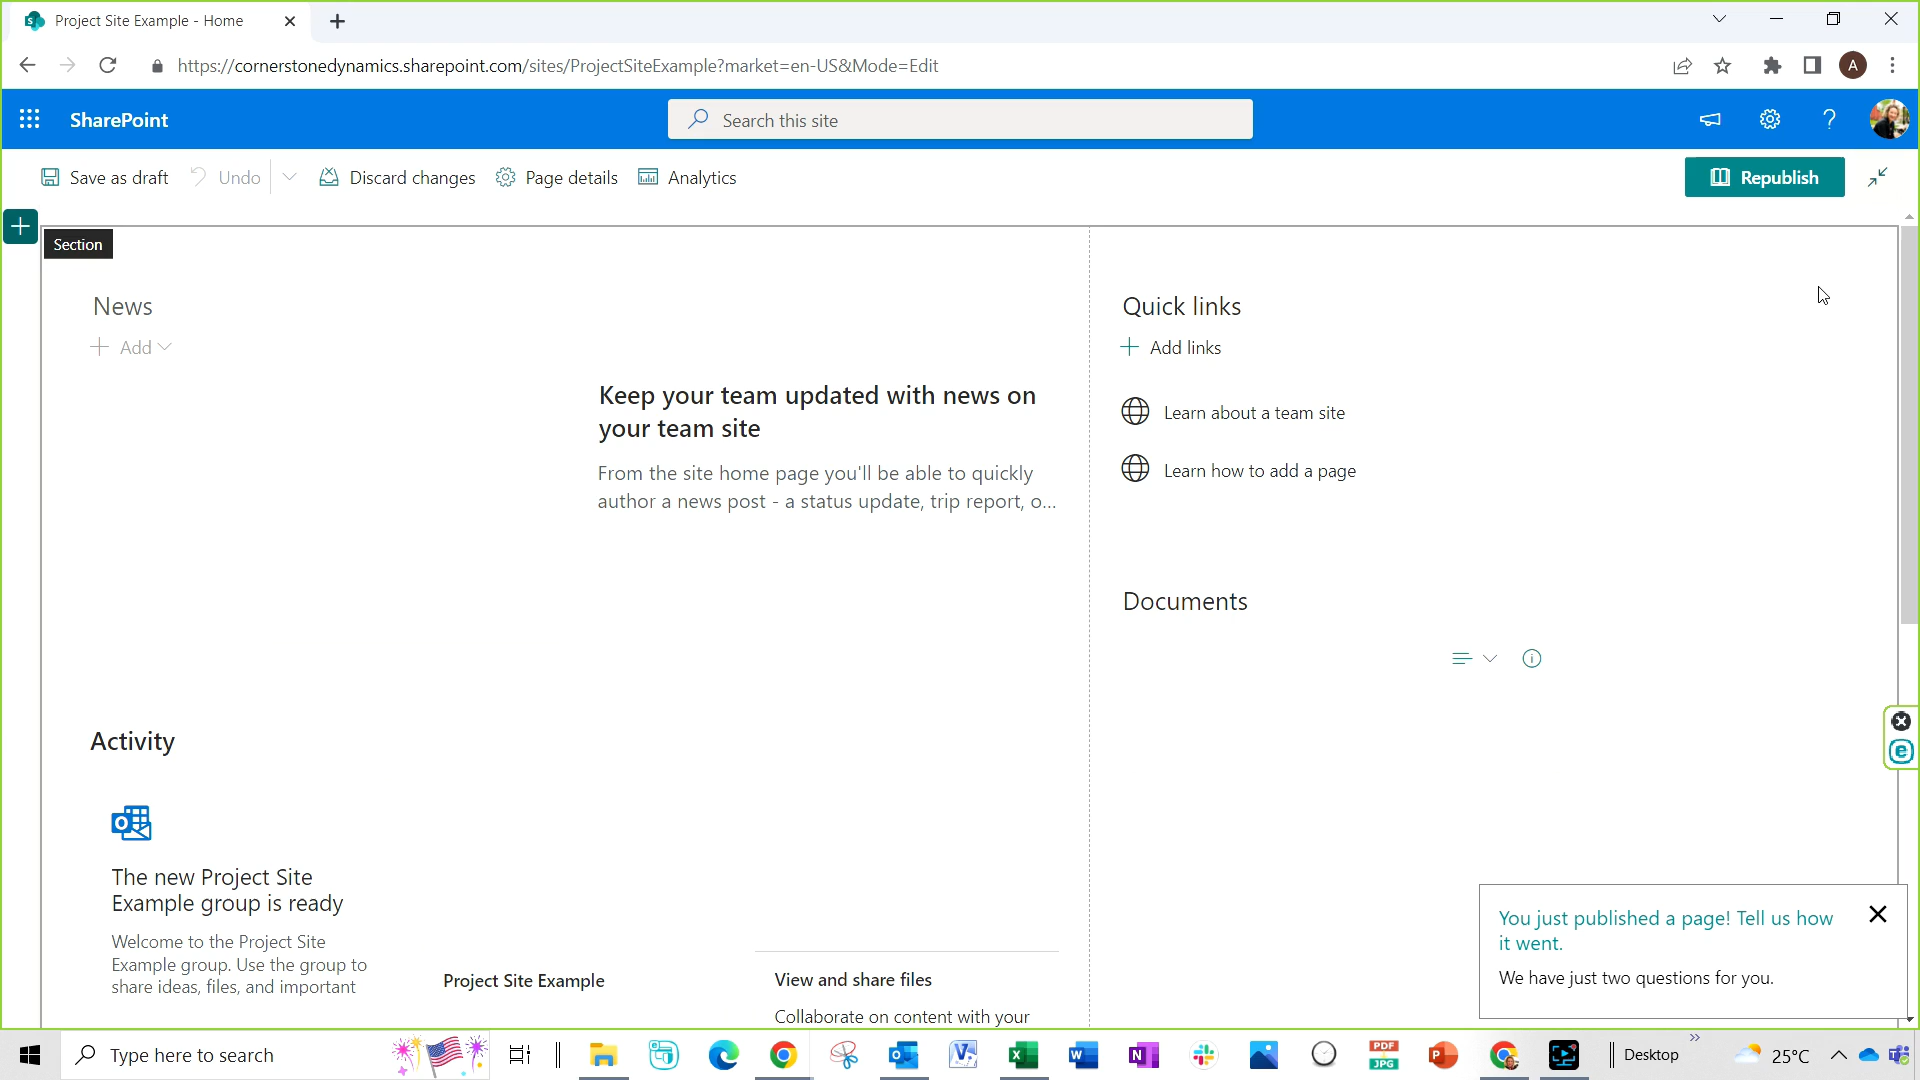 Project Site Example - Home
https://cornerstonedynamics.sharepoint.com/sites/ProjectSiteExample?market=en-US&Mode=Edit
A
SharePoint
Search this site
Save as draft
Undo
Discard changes
Page details
Analytics
Republish
Section
News
Add
Keep your team updated with news on
your team site
From the site home page you'll be able to quickly
author a news post - a status update, trip report, o...
Quick links
Add links
Learn about a team site
Learn how to add a page
Documents
Activity
The new Project Site
Example group is ready
Welcome to the Project Site
Example group. Use the group to
share ideas, files, and important
Project Site Example
View and share files
Collaborate on content with your
You just published a page! Tell us how
it went.
We have just two questions for you.
Type here to search
PDF
JPG
Desktop
25°C